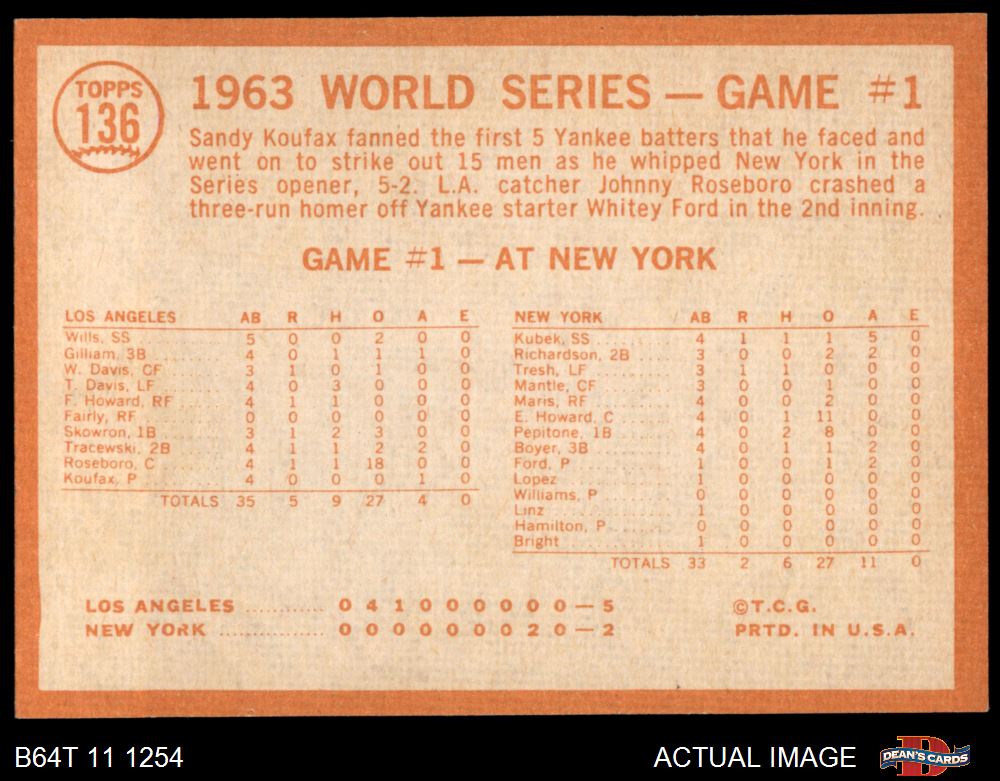 TOPPS
136
1963 WORLD SERIES — GAME #1
Sandy Koufax fanned the first 5 Yankee batters that he faced and
went on to strike out 15 men as he whipped New York in the
Series opener, 5-2. L.A. catcher Johnny Roseboro crashed a
three-run homer off Yankee starter Whitey Ford in the 2nd inning.
GAME #1 — AT NEW YORK
LOS ANGELES AB R H O A E
Wills, SS 5 0 0 2 0 0
Gilliam, 3B 4 0 1 1 1 0
W. Davis, CF 3 1 0 1 0 0
T. Davis, LF 4 0 3 0 0 0
F. Howard, RF 4 1 1 0 0 0
Fairly, RF 0 0 0 0 0 0
Skowron, 1B 3 1 2 3 0 0
Tracewski, 2B 4 1 1 2 2 0
Roseboro, C 4 1 1 18 0 0
Koufax, P 4 0 0 0 1 0
TOTALS 35 5 9 27 4 0
NEW YORK AB R H O A E
Kubek, SS 4 1 1 1 5 0
Richardson, 2B 3 0 0 2 2 0
Tresh, LF 3 1 1 0 0 0
Mantle, CF 3 0 0 1 0 0
Maris, RF 4 0 0 2 0 0
E. Howard, C 4 0 1 11 0 0
Pepitone, 1B 4 0 2 8 0 0
Boyer, 3B 4 0 1 1 2 0
Ford, P 1 0 0 1 2 0
Lopez 1 0 0 0 0 0
Williams, P 0 0 0 0 0 0
Linz 1 0 0 0 0 0
Hamilton, P 0 0 0 0 0 0
Bright 1 0 0 0 0 0
TOTALS 33 2 6 27 11 0
LOS ANGELES 0 4 1 0 0 0 0 0 0 — 5
NEW YORK 0 0 0 0 0 0 0 2 0 — 2
©T.C.G.
PRTD. IN U.S.A.
B64T 11 1254
ACTUAL IMAGE
DEAN'S CARDS